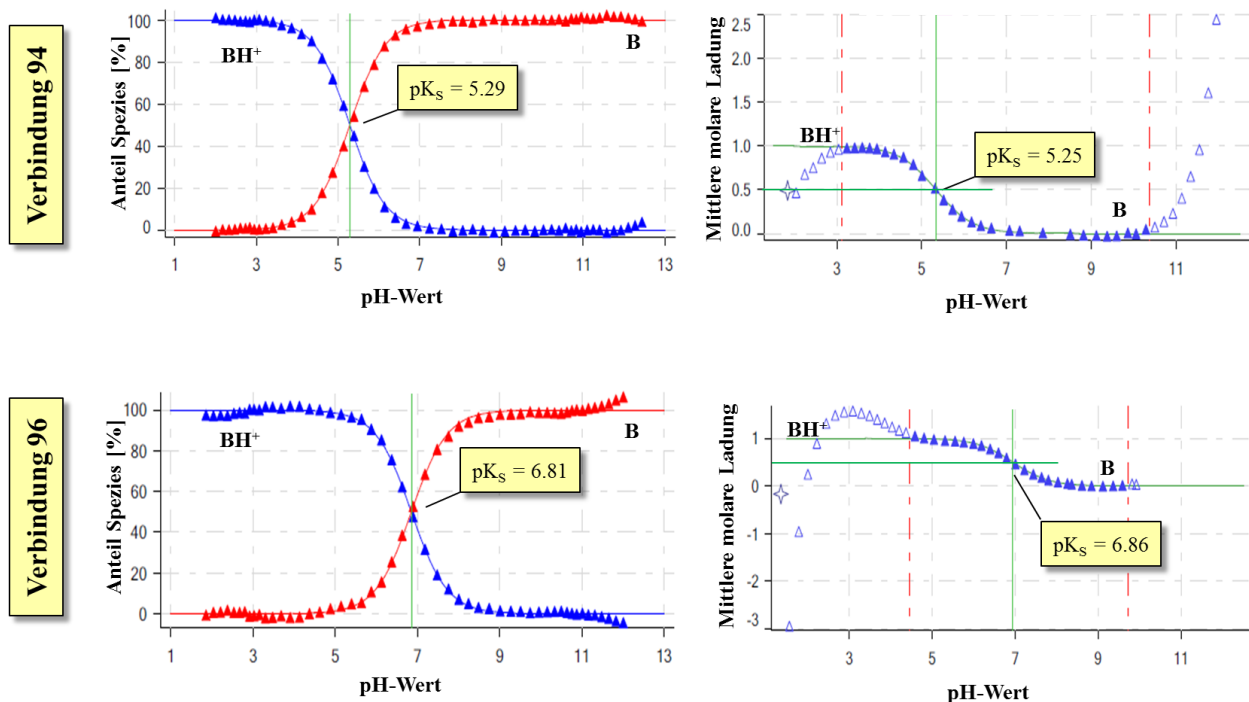 Verbindung 94
Anteil Spezies [%]
100
80
60
40
20
0
BH⁺
B
pKₛ = 5.29
1 3 5 7 9 11 13
pH-Wert
Mittlere molare Ladung
2.5
2.0
1.5
1.0
0.5
0.0
BH⁺
B
pKₛ = 5.25
3 5 7 9 11
pH-Wert
Verbindung 96
Anteil Spezies [%]
100
80
60
40
20
0
BH⁺
B
pKₛ = 6.81
1 3 5 7 9 11 13
pH-Wert
Mittlere molare Ladung
1
0
-1
-2
-3
BH⁺
B
pKₛ = 6.86
3 5 7 9 11
pH-Wert